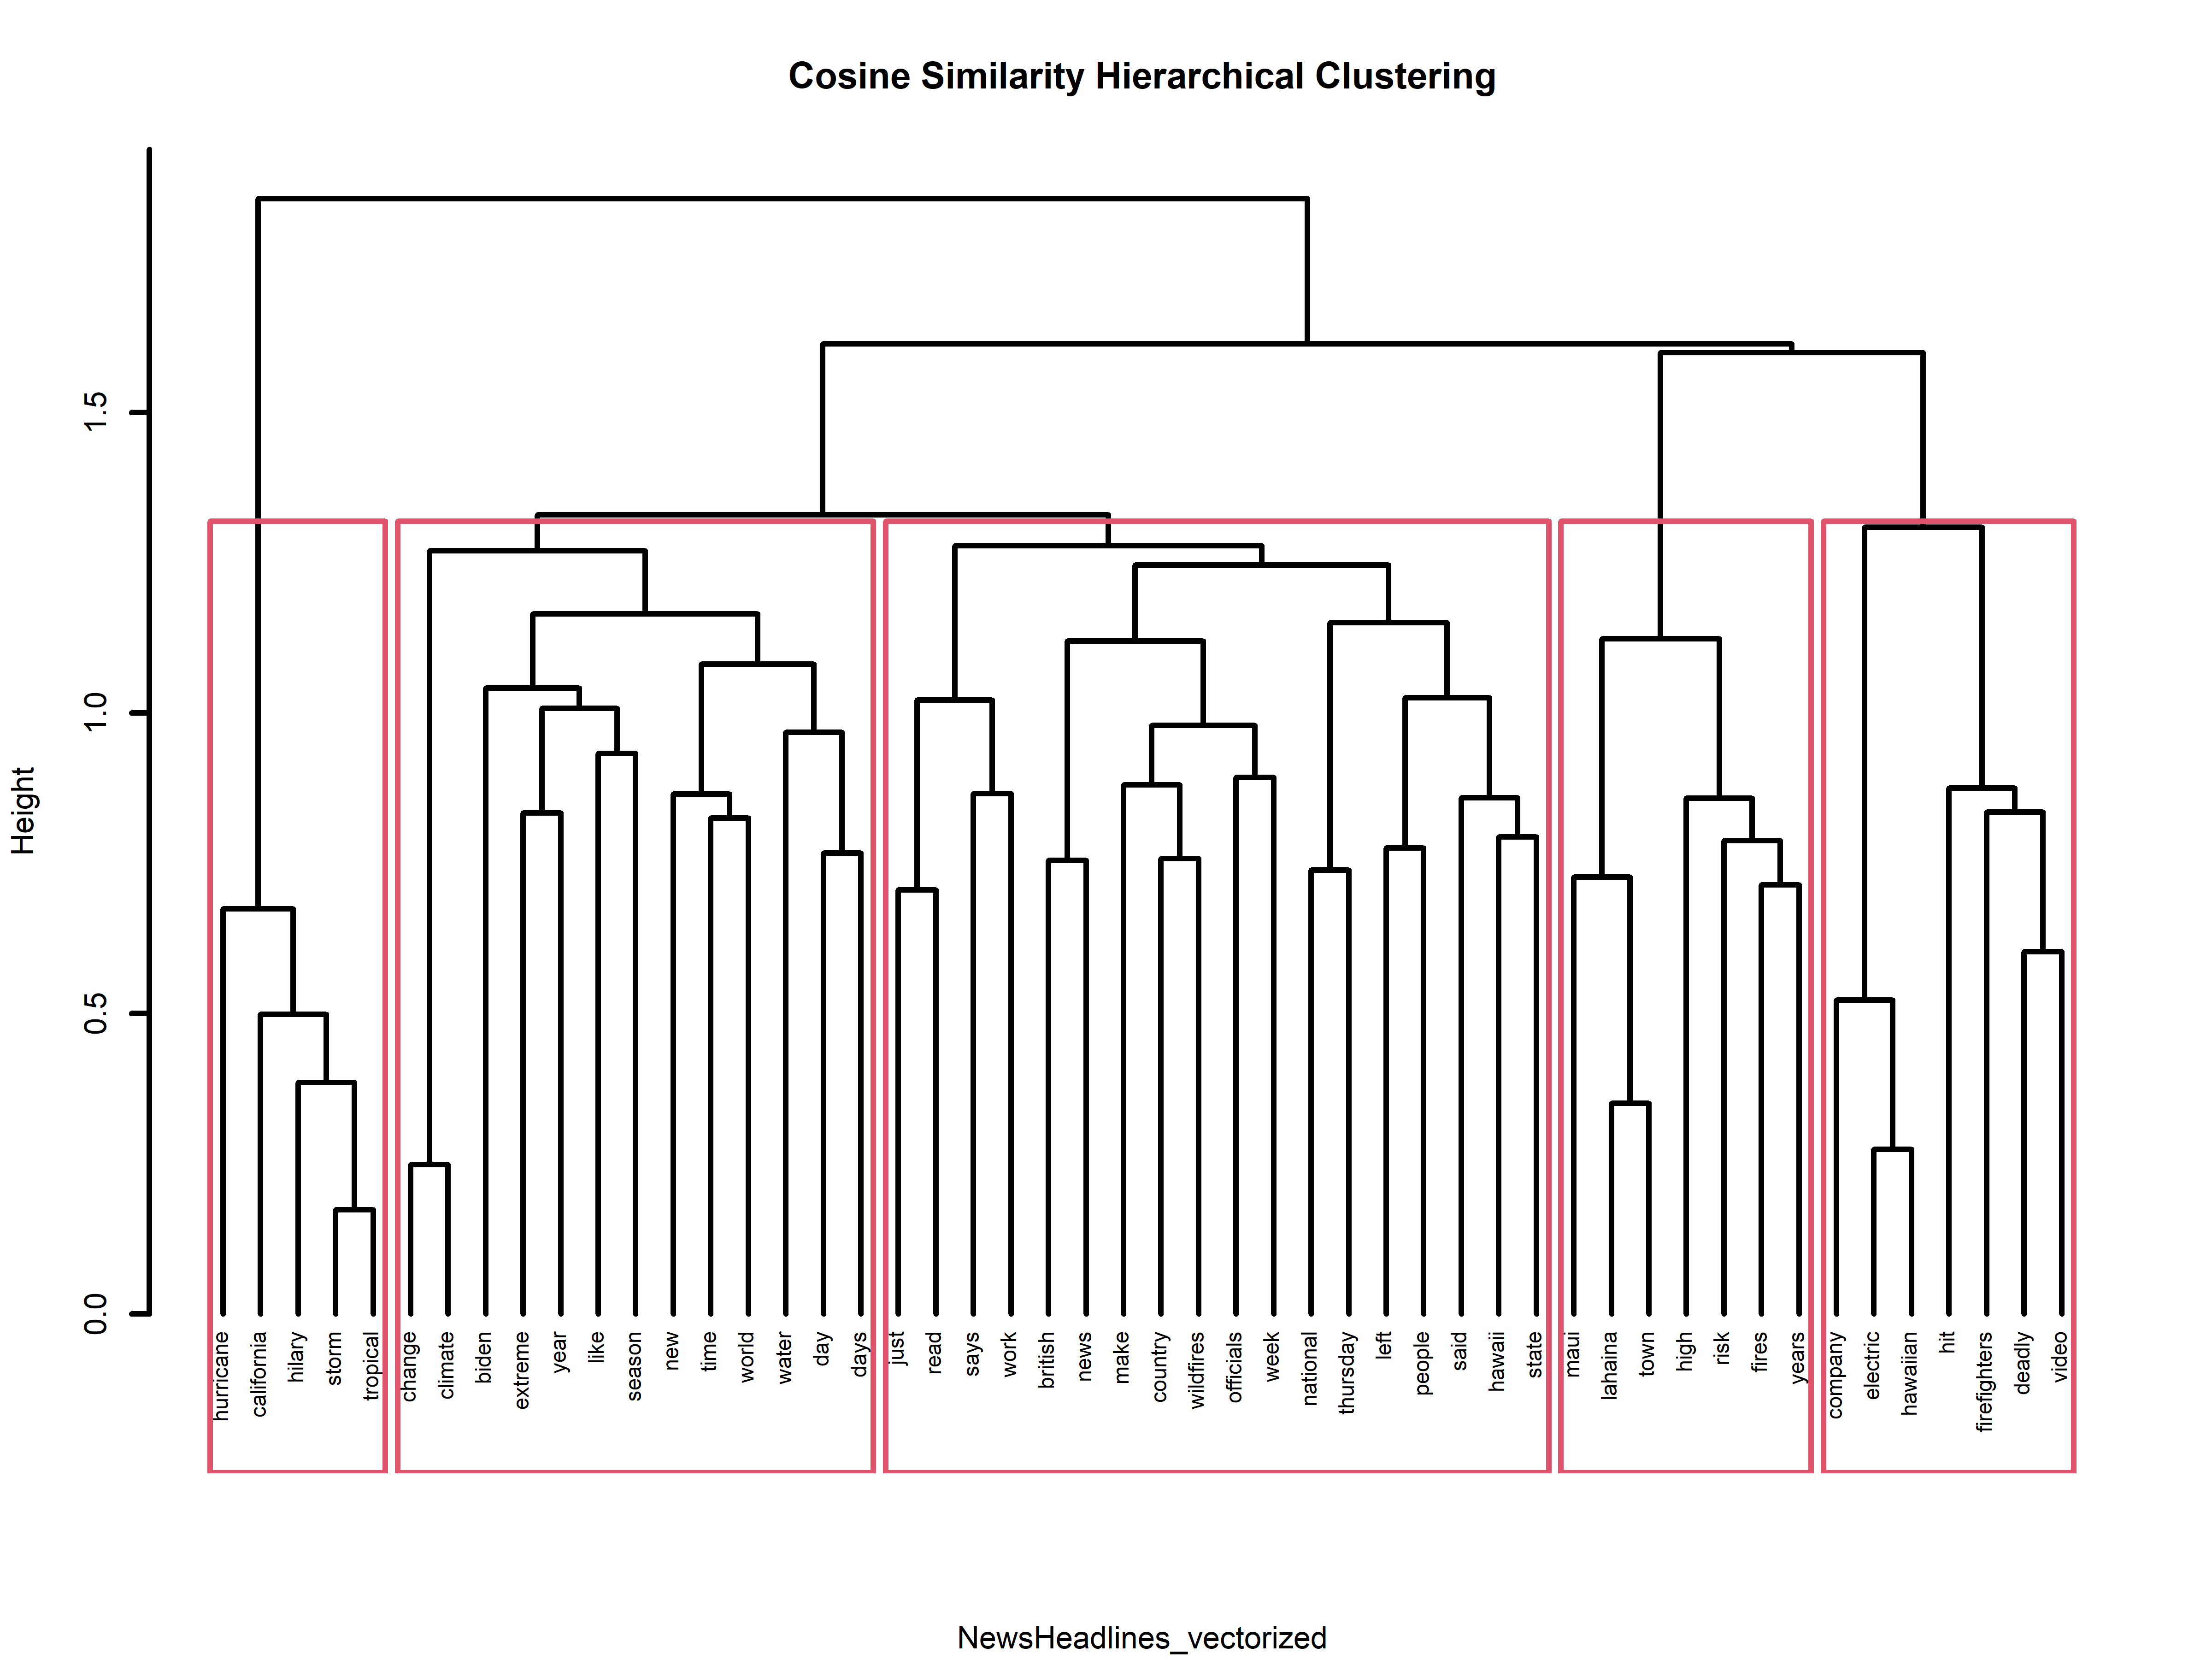 Cosine Similarity Hierarchical Clustering
Height
1.5
1.0
0.5
0.0
hurricane
california
hilary
storm
tropical
change
climate
biden
extreme
year
like
season
new
time
world
water
day
days
just
read
says
work
british
news
make
country
wildfires
officials
week
national
thursday
left
people
said
hawaii
state
maui
lahaina
town
high
risk
fires
years
company
electric
hawaiian
hit
firefighters
deadly
video
NewsHeadlines_vectorized